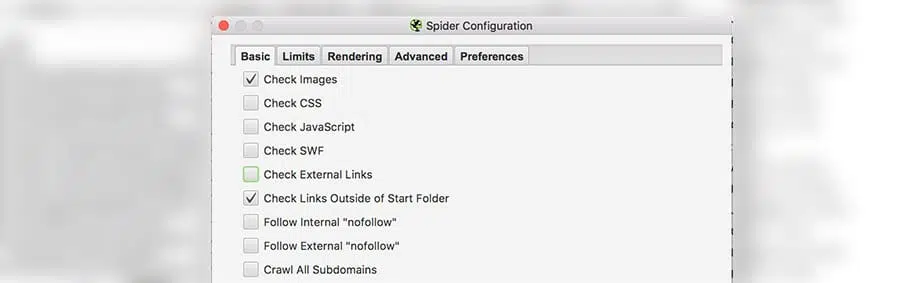 Spider Configuration
Basic Limits Rendering Advanced Preferences
Check Images
Check CSS
Check JavaScript
Check SWF
Check External Links
Check Links Outside of Start Folder
Follow Internal "nofollow"
Follow External "nofollow"
Crawl All Subdomains